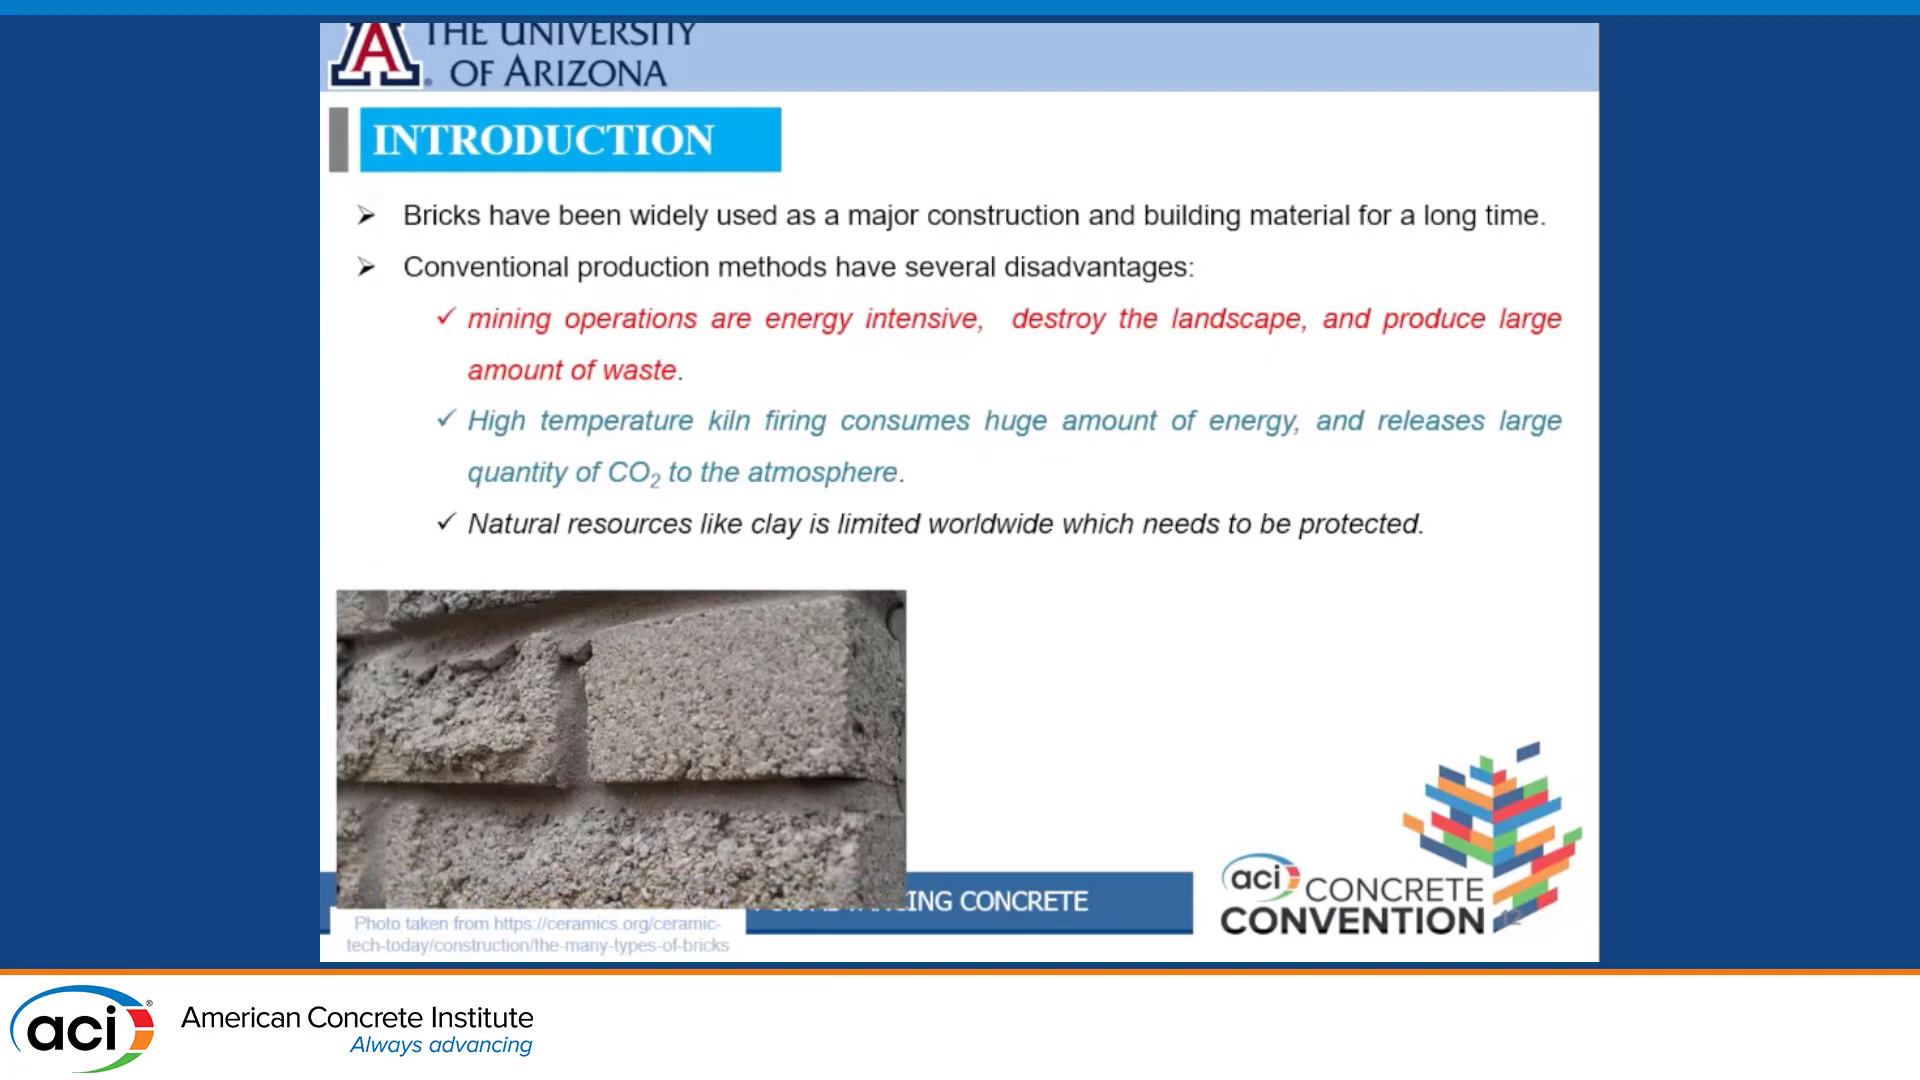 THE UNIVERSITY
OF ARIZONA
INTRODUCTION
Bricks have been widely used as a major construction and building material for a long time.
Conventional production methods have several disadvantages:
mining operations are energy intensive, destroy the landscape, and produce large
amount of waste.
High temperature kiln firing consumes huge amount of energy, and releases large
quantity of CO2 to the atmosphere.
Natural resources like clay is limited worldwide which needs to be protected.
CONCRETE
Photo taken from https://ceramics.org/ceramic-
tech-today/construction/the-many-types-of-bricks
aci CONCRETE
CONVENTION
12
aci
American Concrete Institute
Always advancing